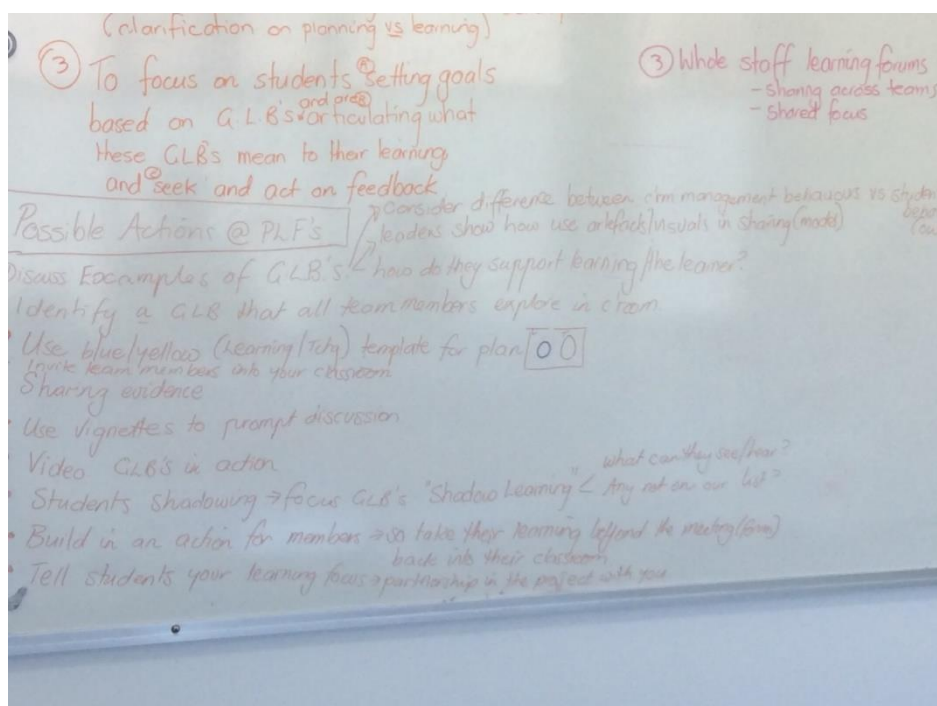 (clarification on planning vs learning)
③ To focus on students setting goals
based on G.L.B's and are articulating what
these GLB's mean to their learning
and seek and act on feedback
③ Whole staff learning forums
- sharing across teams
- shared focus
Possible Actions @ PLF's
Consider difference between c/rm management behaviours vs
leaders show how use artefacts/visuals in sharing (model)
Discuss Examples of GLB's how do they support learning/the learner?
Identify a GLB that all team members explore in c'room
• Use blue/yellow (Learning/Tchg) template for plan
Invite team members into your classroom
Sharing evidence
• Use vignettes to prompt discussion
• Video GLB's in action
what can they see/hear?
• Students Shadowing → focus GLB's "Shadow Learning" < Any not on our list?
• Build in an action for members → so take their learning beyond the meeting (forum)
back into their classroom
• Tell students your learning focus → partnership in the project with you